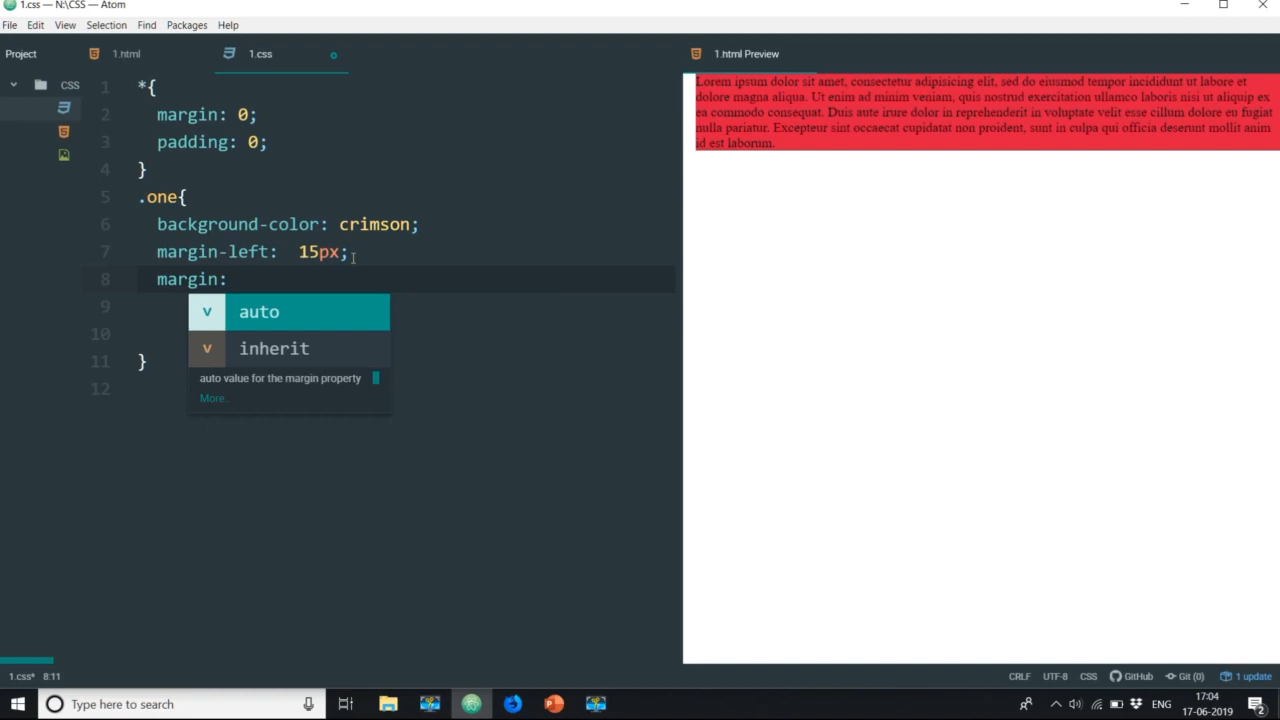 1.css — N:\CSS — Atom
File Edit View Selection Find Packages Help
Project
1.html
1.css
1.html Preview
CSS
1 *{
2 margin: 0;
3 padding: 0;
4 }
5 .one{
6 background-color: crimson;
7 margin-left:  15px;
8 margin:
9
10
11 }
12
v auto
v inherit
auto value for the margin property
More..
Lorem ipsum dolor sit amet, consectetur adipisicing elit, sed do eiusmod tempor incididunt ut labore et
dolore magna aliqua. Ut enim ad minim veniam, quis nostrud exercitation ullamco laboris nisi ut aliquip ex
ea commodo consequat. Duis aute irure dolor in reprehenderit in voluptate velit esse cillum dolore eu fugiat
nulla pariatur. Excepteur sint occaecat cupidatat non proident, sunt in culpa qui officia deserunt mollit anim
id est laborum.
1.css* 8:11
CRLF UTF-8 CSS GitHub Git (0) 1 update
Type here to search
ENG
17:04
17-06-2019
2